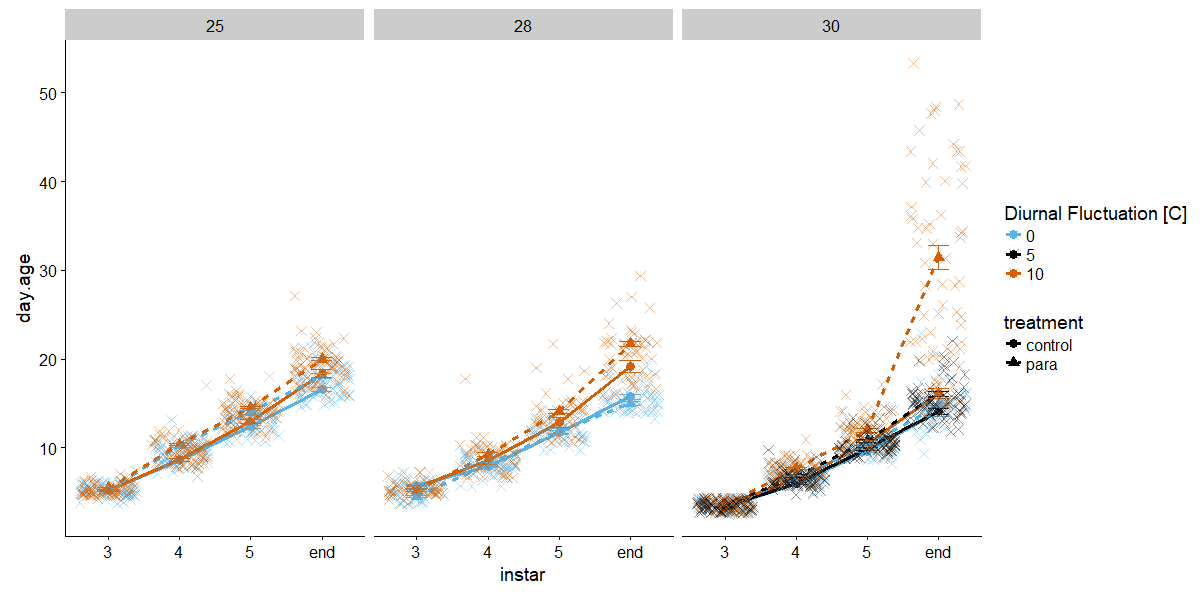 25 28 30
day.age
50
40
30
20
10
3 4 5 end 3 4 5 end 3 4 5 end
instar
Diurnal Fluctuation [C]
0
5
10
treatment
control
para